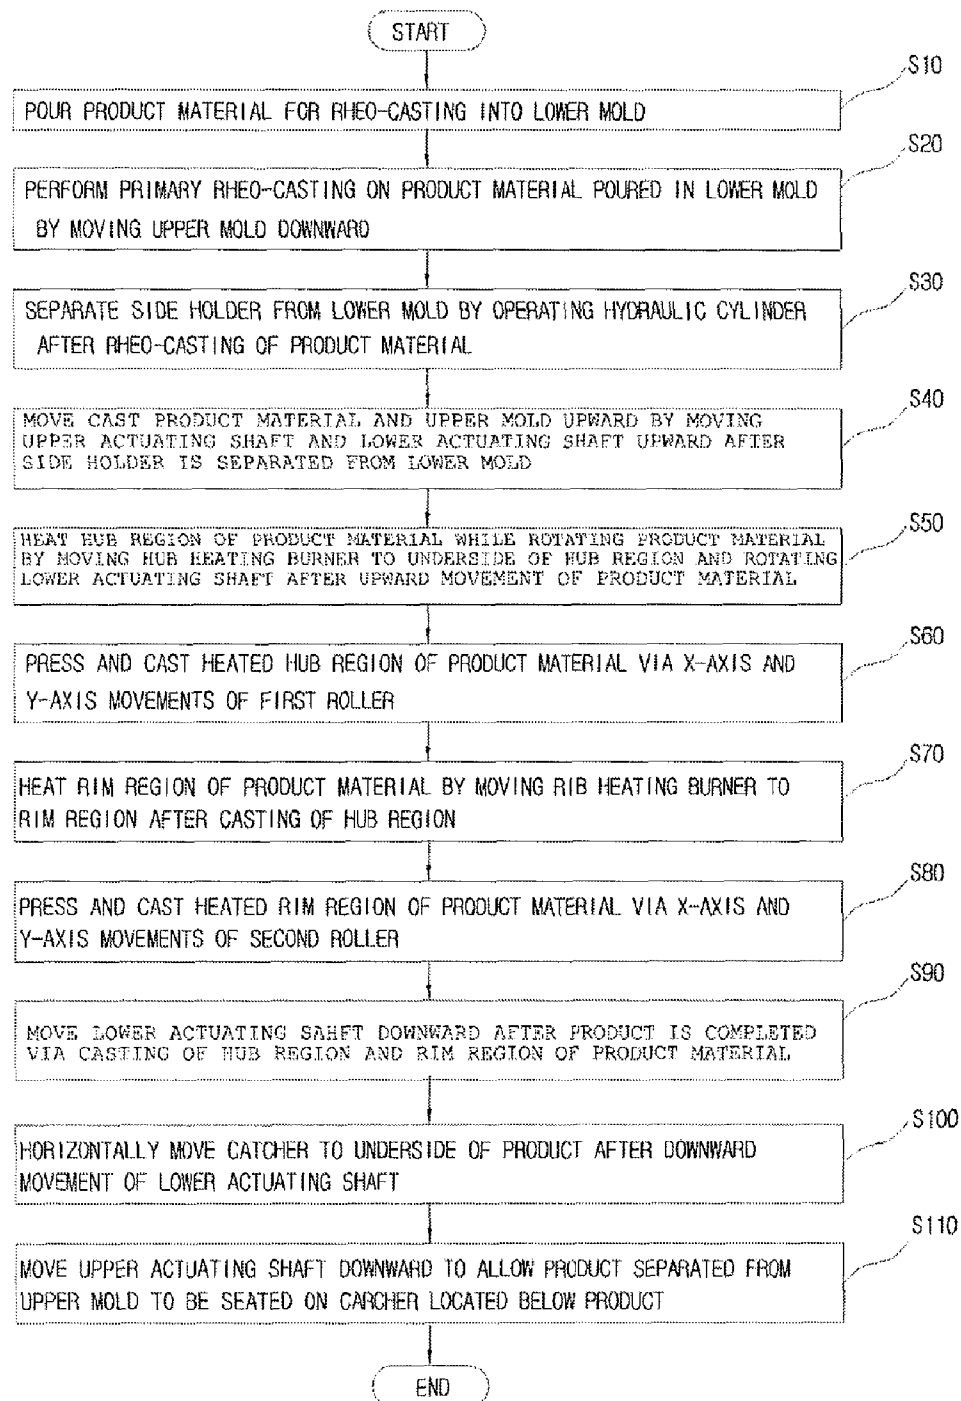 START
S10
POUR PRODUCT MATERIAL FOR RHEO-CASTING INTO LOWER MOLD
S20
PERFORM PRIMARY RHEO-CASTING ON PRODUCT MATERIAL POURED IN LOWER MOLD
BY MOVING UPPER MOLD DOWNWARD
S30
SEPARATE SIDE HOLDER FROM LOWER MOLD BY OPERATING HYDRAULIC CYLINDER
AFTER RHEO-CASTING OF PRODUCT MATERIAL
S40
MOVE CAST PRODUCT MATERIAL AND UPPER MOLD UPWARD BY MOVING
UPPER ACTUATING SHAFT AND LOWER ACTUATING SHAFT UPWARD AFTER
SIDE HOLDER IS SEPARATED FROM LOWER MOLD
S50
HEAT HUB REGION OF PRODUCT MATERIAL WHILE ROTATING PRODUCT MATERIAL
BY MOVING HUB HEATING BURNER TO UNDERSIDE OF HUB REGION AND ROTATING
LOWER ACTUATING SHAFT AFTER UPWARD MOVEMENT OF PRODUCT MATERIAL
S60
PRESS AND CAST HEATED HUB REGION OF PRODUCT MATERIAL VIA X-AXIS AND
Y-AXIS MOVEMENTS OF FIRST ROLLER
S70
HEAT RIM REGION OF PRODUCT MATERIAL BY MOVING RIB HEATING BURNER TO
RIM REGION AFTER CASTING OF HUB REGION
S80
PRESS AND CAST HEATED RIM REGION OF PRODUCT MATERIAL VIA X-AXIS AND
Y-AXIS MOVEMENTS OF SECOND ROLLER
S90
MOVE LOWER ACTUATING SAHFT DOWNWARD AFTER PRODUCT IS COMPLETED
VIA CASTING OF HUB REGION AND RIM REGION OF PRODUCT MATERIAL
S100
HORIZONTALLY MOVE CATCHER TO UNDERSIDE OF PRODUCT AFTER DOWNWARD
MOVEMENT OF LOWER ACTUATING SHAFT
S110
MOVE UPPER ACTUATING SHAFT DOWNWARD TO ALLOW PRODUCT SEPARATED FROM
UPPER MOLD TO BE SEATED ON CARCHER LOCATED BELOW PRODUCT
END